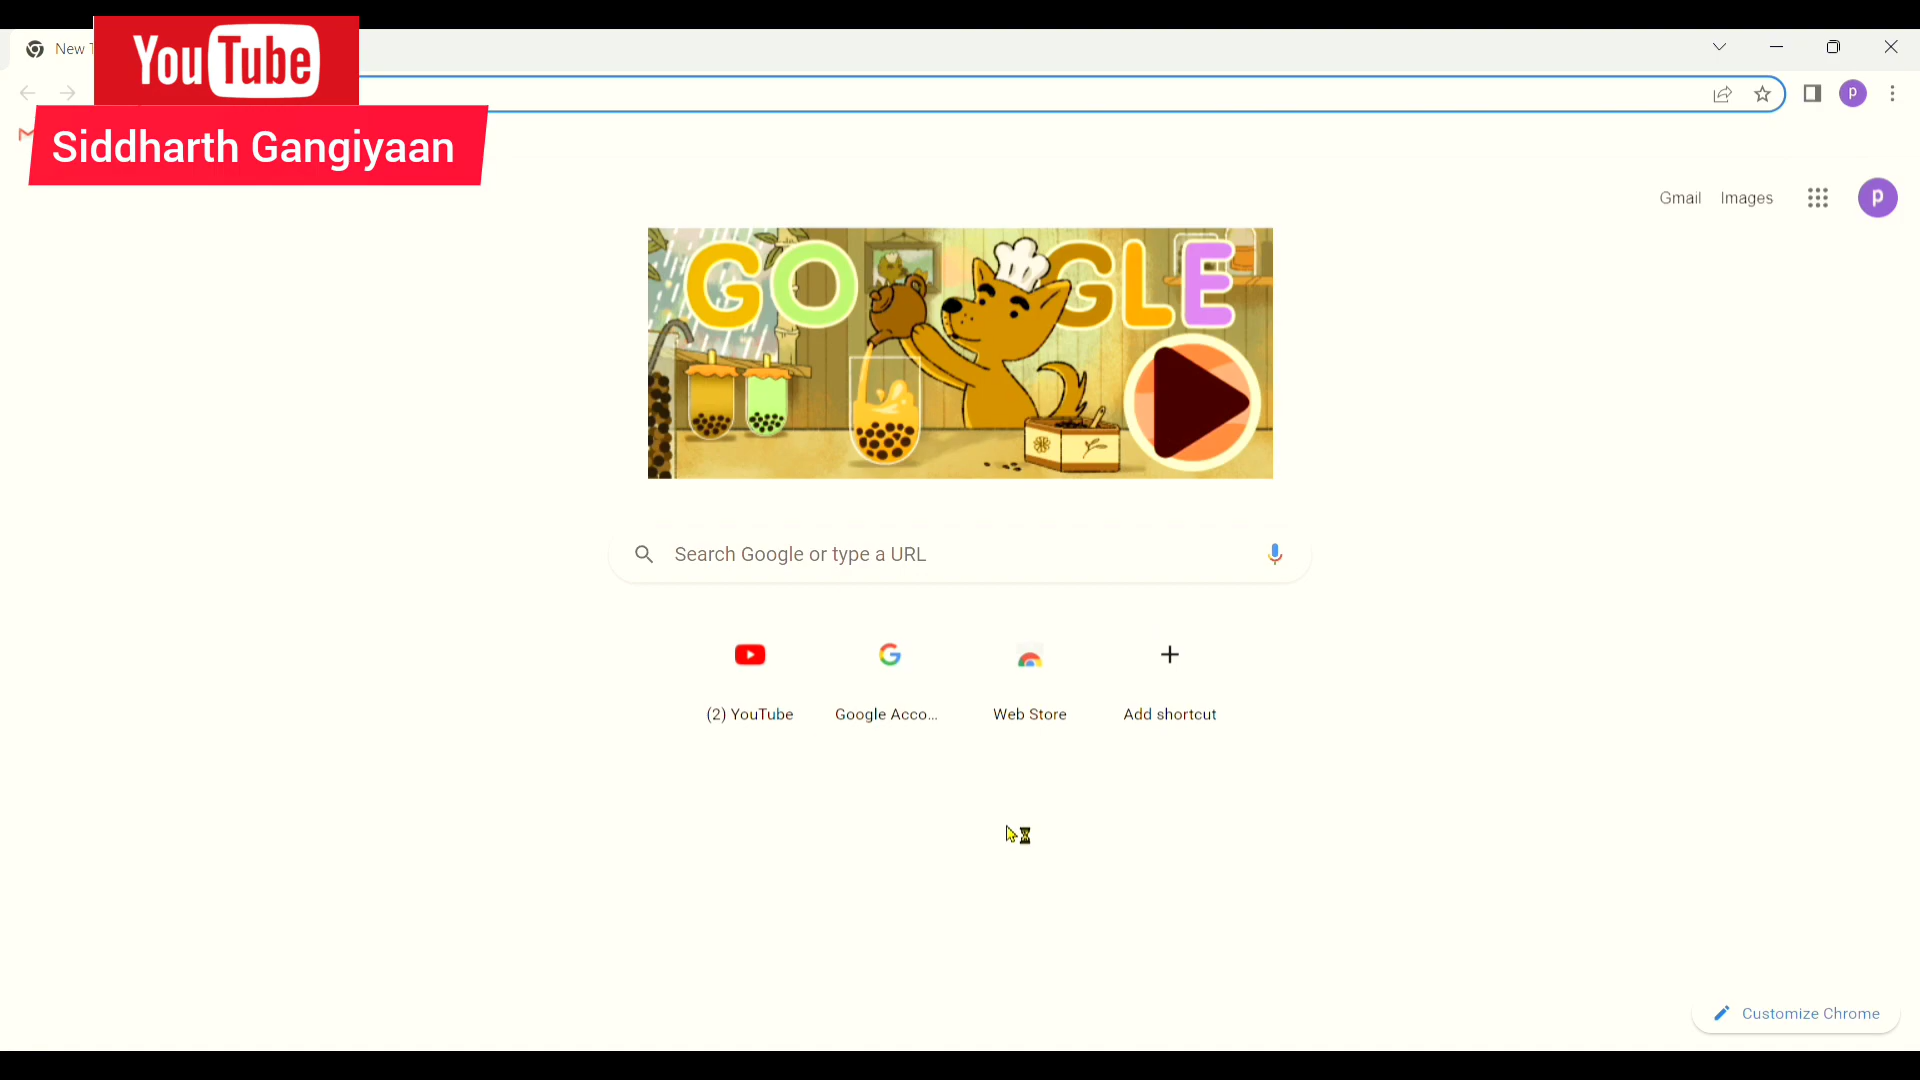 YouTube
New
Siddharth Gangiyaan
P
Gmail Images
P
GOOGLE
Search Google or type a URL
(2) YouTube Google Acco... Web Store Add shortcut
Customize Chrome